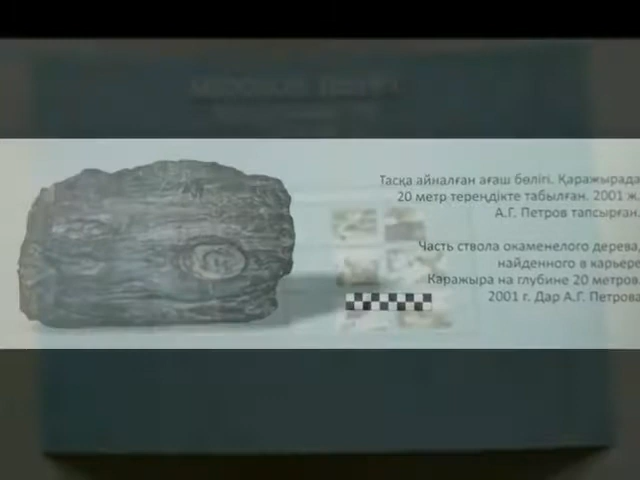 Тасқа айналған ағаш бөлігі. Қаражырада
20 метр тереңдікте табылған. 2001 ж.
А.Г. Петров тапсырған.
Часть ствола окаменелого дерева,
найденного в карьере
Каражыра на глубине 20 метров.
2001 г. Дар А.Г. Петрова